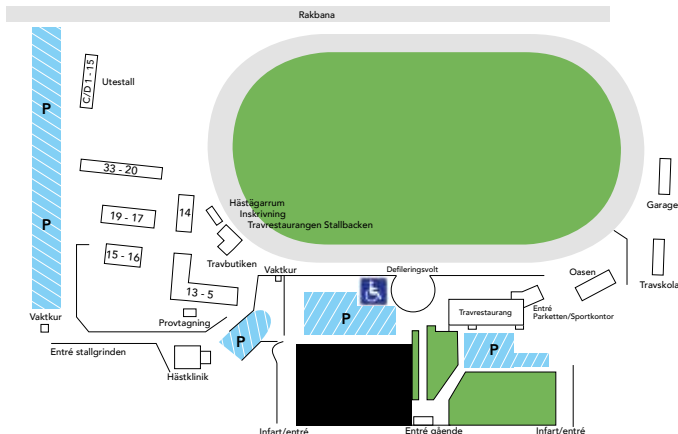 Rakbana
C/D 1 - 15
Utestall
P
33 - 20
Garage
14
Hästägarrum
Inskrivning
Travrestaurangen Stallbacken
19 - 17
P
15 - 16
Travbutiken
Vaktkur
Defileringsvolt
Oasen
Travskola
13 - 5
Entré
Parketten/Sportkontor
Travrestaurang
Vaktkur
Provtagning
P
P
P
Entré stallgrinden
Hästklinik
Infart/entré
Entré gående
Infart/entré